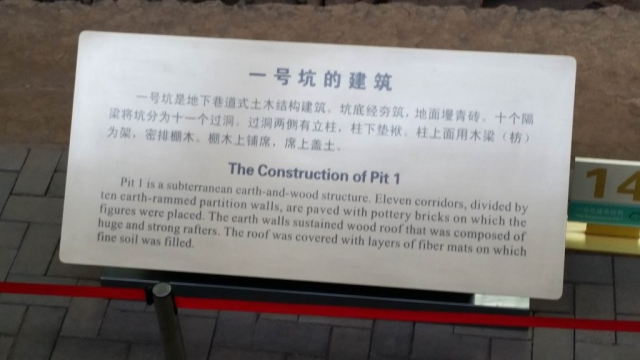 一号坑的建筑
一号坑是地下巷道式土木结构建筑。坑底经夯筑，地面墁青砖。十个隔
梁将坑分为十一个过洞。过洞两侧有立柱，柱下垫袱。柱上面用木梁（枋）
为架，密排棚木。棚木上铺席，席上盖土。
The Construction of Pit 1
Pit 1 is a subterranean earth-and-wood structure. Eleven corridors, divided by
ten earth-rammed partition walls, are paved with pottery bricks on which the
figures were placed. The earth walls sustained wood roof that was composed of
huge and strong rafters. The roof was covered with layers of fiber mats on which
fine soil was filled.
14